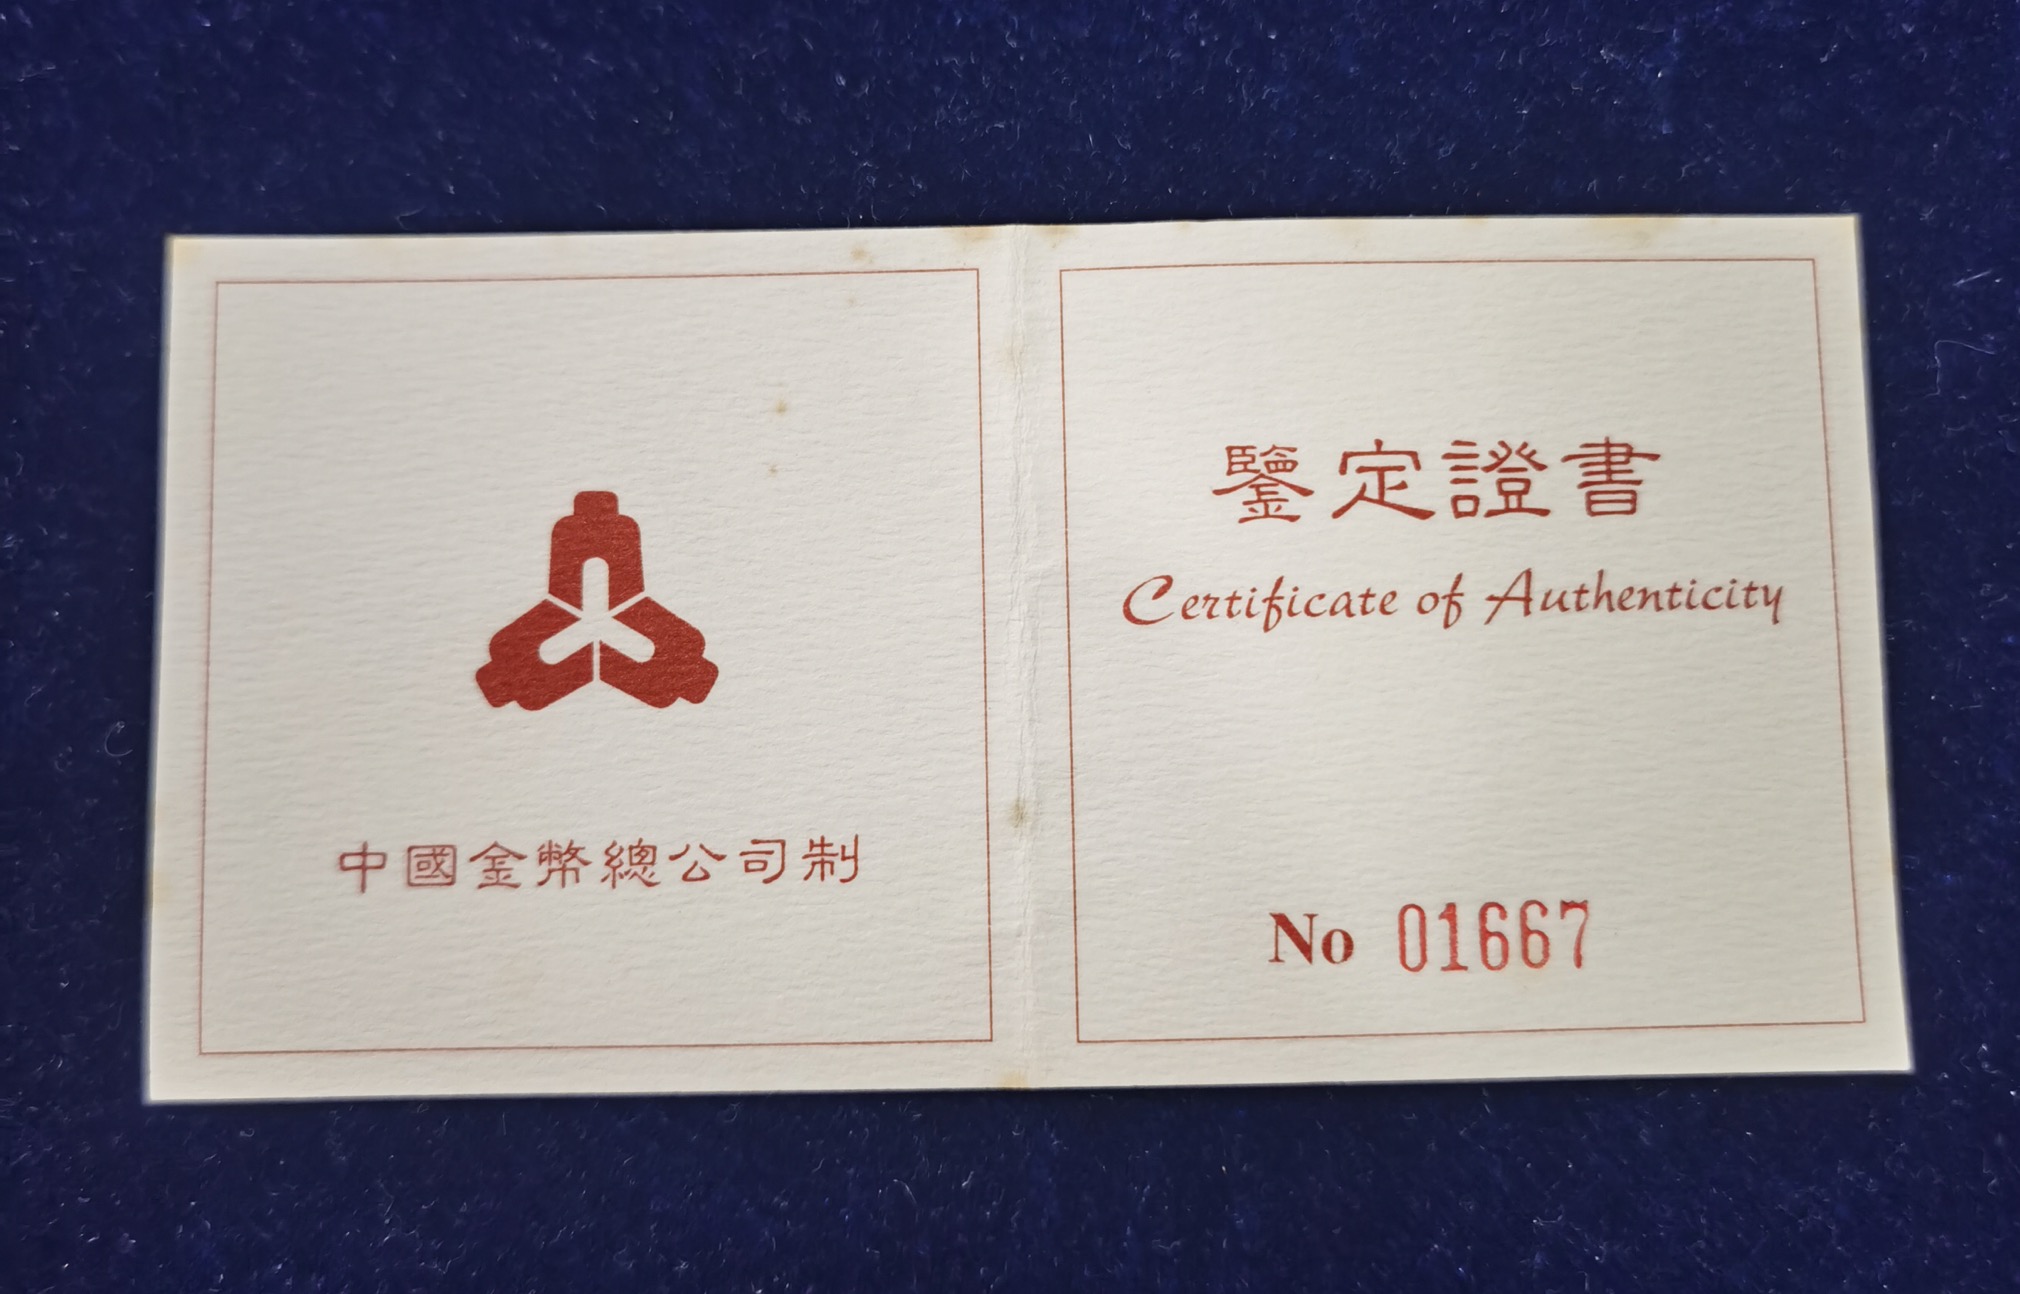 中國金幣總公司制
鑒定證書
Certificate of Authenticity
No 01667